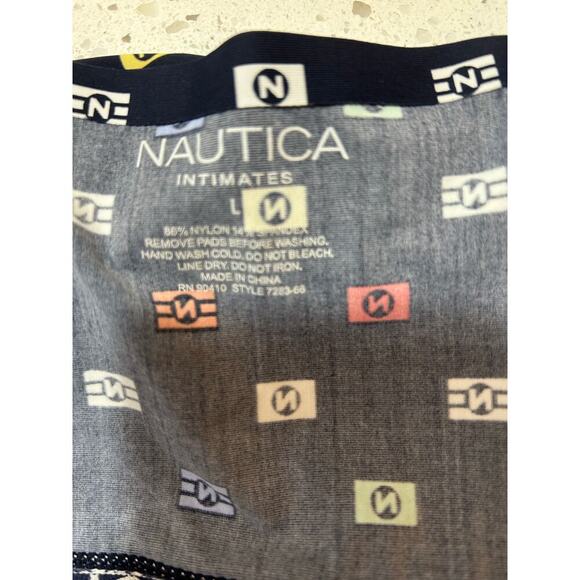 N
N
N
NAUTICA
INTIMATES
L
N
86% NYLON 14% SPANDEX
REMOVE PADS BEFORE WASHING.
HAND WASH COLD. DO NOT BLEACH.
LINE DRY. DO NOT IRON.
MADE IN CHINA
RN 90410 STYLE 7283-66
N
N
N
N
N
N
N
N
N
N